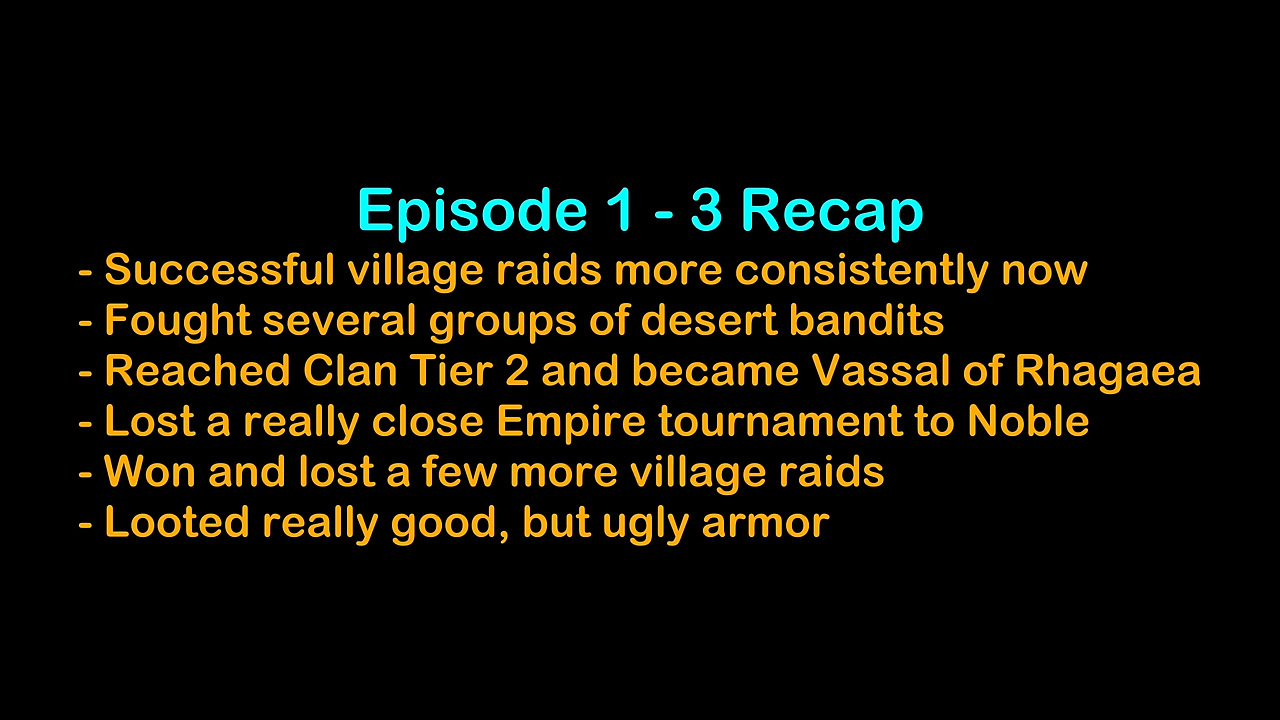 Episode 1 - 3 Recap
- Successful village raids more consistently now
- Fought several groups of desert bandits
- Reached Clan Tier 2 and became Vassal of Rhagaea
- Lost a really close Empire tournament to Noble
- Won and lost a few more village raids
- Looted really good, but ugly armor